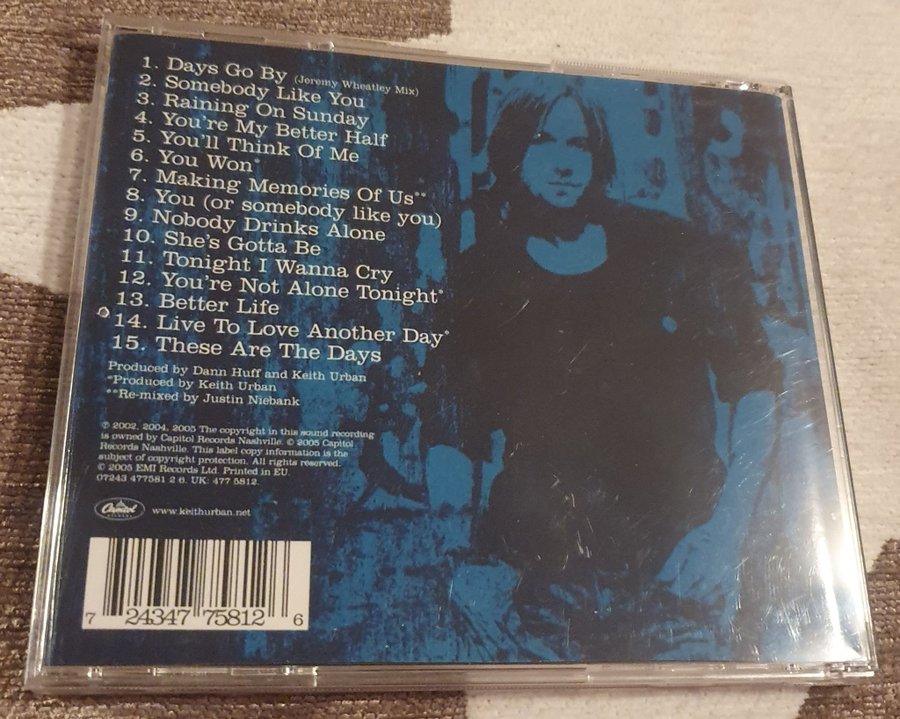 1. Days Go By (Jeremy Wheatley Mix)
2. Somebody Like You
3. Raining On Sunday
4. You're My Better Half
5. You'll Think Of Me
6. You Won*
7. Making Memories Of Us**
8. You (or somebody like you)
9. Nobody Drinks Alone
10. She's Gotta Be
11. Tonight I Wanna Cry
12. You're Not Alone Tonight*
13. Better Life
14. Live To Love Another Day*
15. These Are The Days
Produced by Dann Huff and Keith Urban
*Produced by Keith Urban
**Re-mixed by Justin Niebank
℗ 2002, 2004, 2005 The copyright in this sound recording
is owned by Capitol Records Nashville. © 2005 Capitol
Records Nashville. This label copy information is the
subject of copyright protection. All rights reserved.
© 2005 EMI Records Ltd. Printed in EU.
07243 477581 2 6. UK: 477 5812.
Capitol
RECORDS
www.keithurban.net
7 24347 75812 6